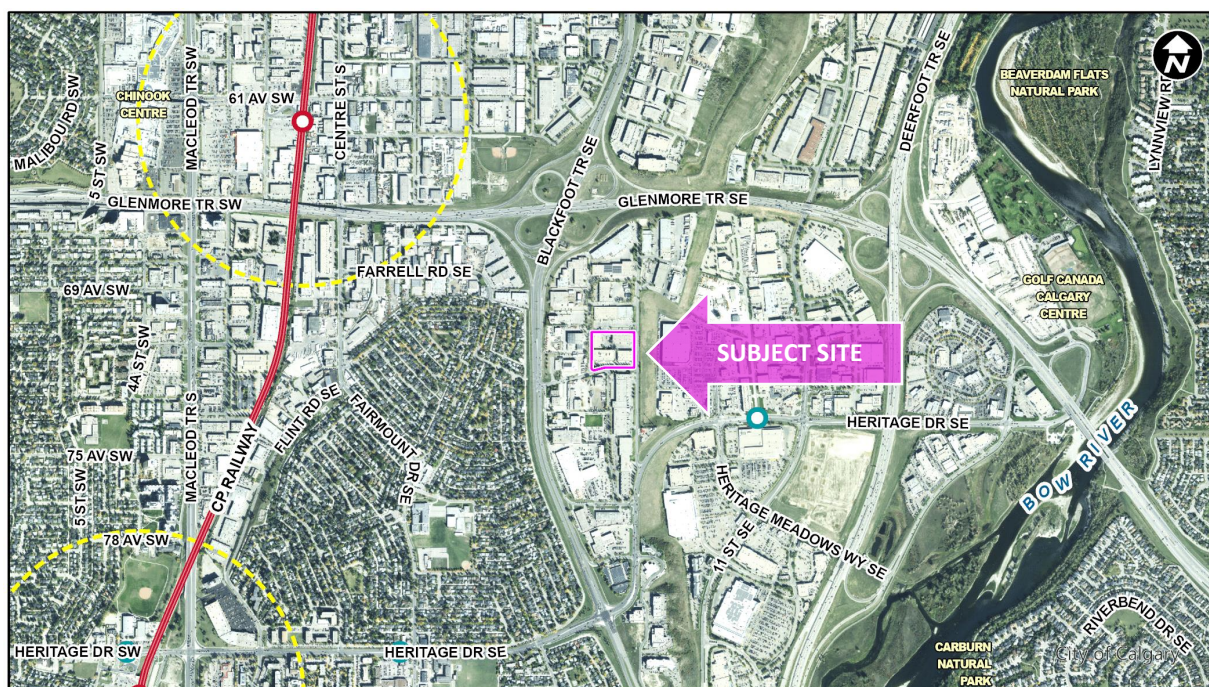 N
BEAVERDAM FLATS
NATURAL PARK
LYNNVIEW RD
MALIBOU RD SW
CHINOOK
CENTRE
MACLEOD TR SW
61 AV SW
CENTRE ST S
DEERFOOT TR SE
5 ST SW
GLENMORE TR SW
BLACKFOOT TR SE
GLENMORE TR SE
FARRELL RD SE
69 AV SW
GOLF CANADA
CALGARY
CENTRE
4A ST SW
SUBJECT SITE
MACLEOD TR S
CP RAILWAY
FLINT RD SE
FAIRMOUNT DR SE
HERITAGE DR SE
BOW RIVER
75 AV SW
5 ST SW
HERITAGE MEADOWS WY SE
11 ST SE
78 AV SW
RIVERBEND DR SE
HERITAGE DR SW
HERITAGE DR SE
CARBURN
NATURAL
PARK
City of Calgary